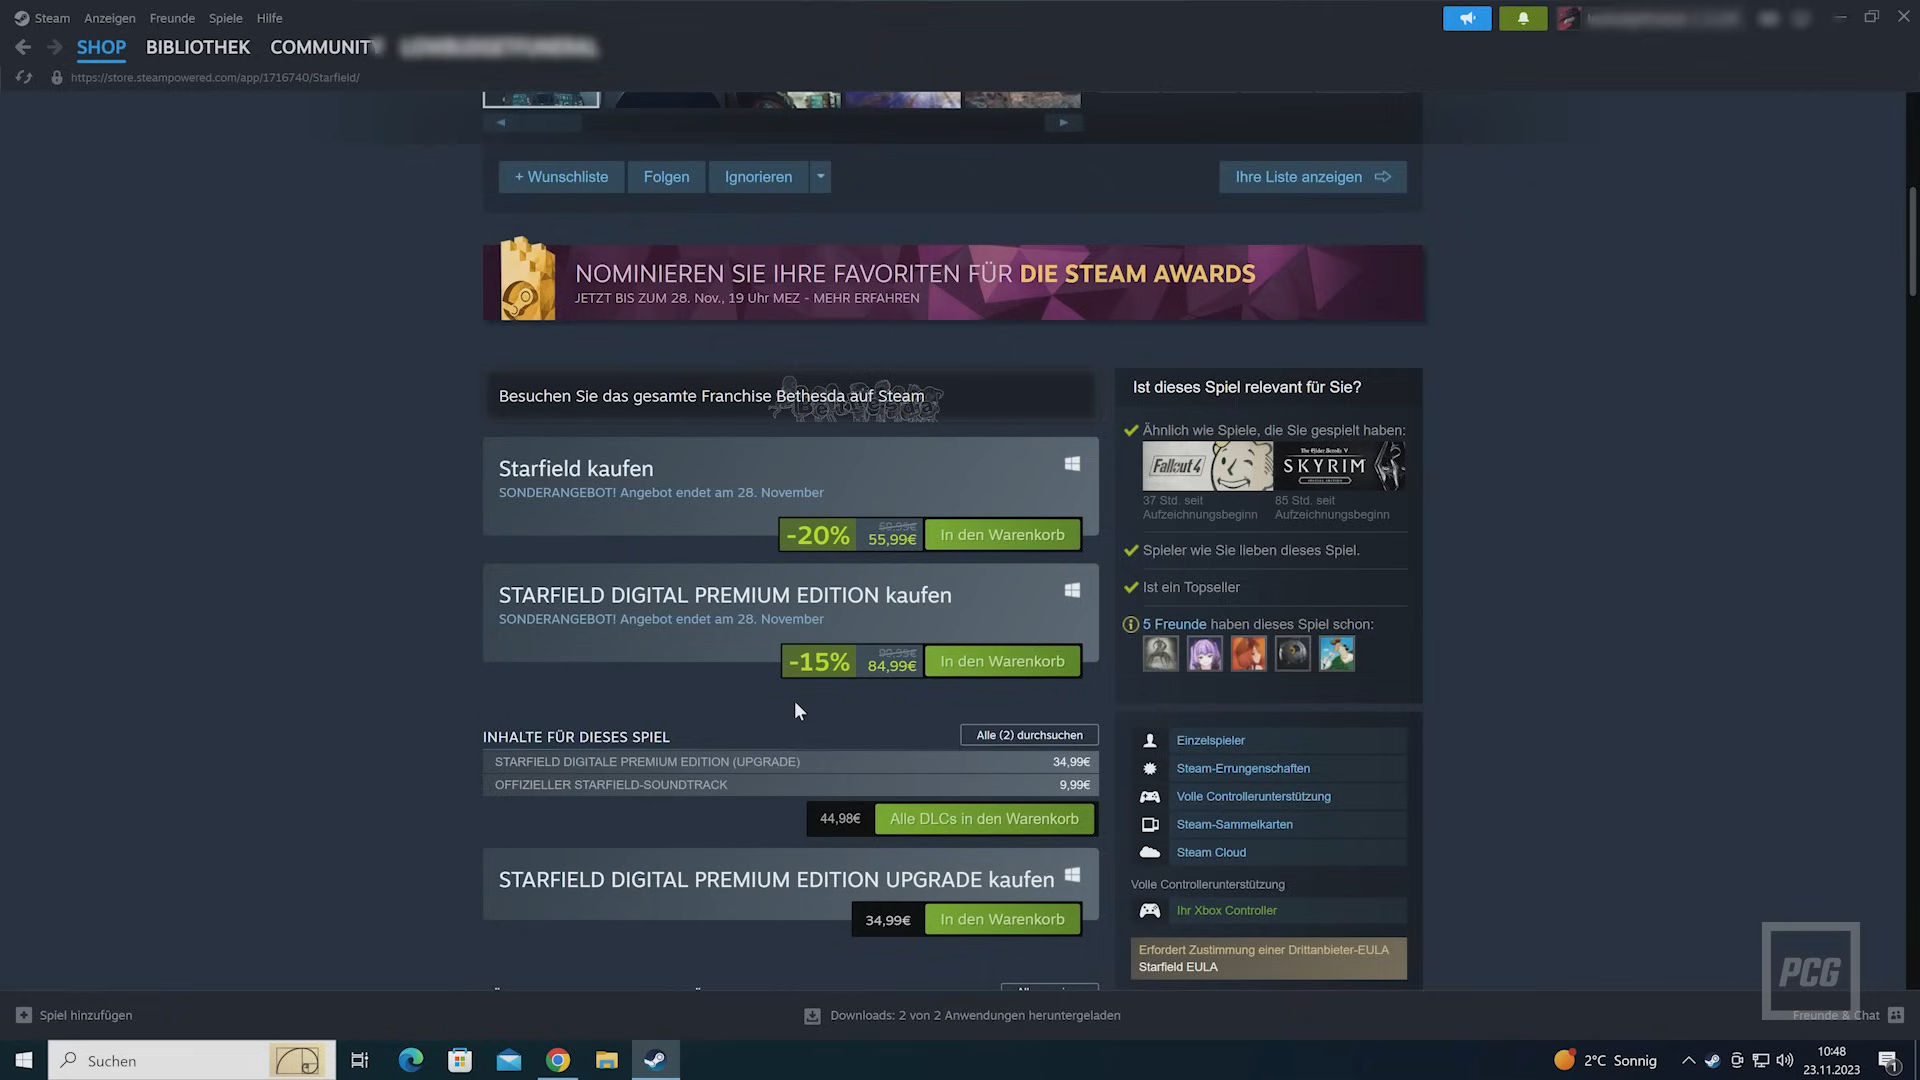 Steam Anzeigen Freunde Spiele Hilfe
SHOP BIBLIOTHEK COMMUNITY
https://store.steampowered.com/app/1716740/Starfield/
+ Wunschliste Folgen Ignorieren Ihre Liste anzeigen
NOMINIEREN SIE IHRE FAVORITEN FÜR DIE STEAM AWARDS
JETZT BIS ZUM 28. Nov., 19 Uhr MEZ - MEHR ERFAHREN
Besuchen Sie das gesamte Franchise Bethesda auf Steam
Bethesda
Starfield kaufen
SONDERANGEBOT! Angebot endet am 28. November
-20% 69,99€ 55,99€ In den Warenkorb
STARFIELD DIGITAL PREMIUM EDITION kaufen
SONDERANGEBOT! Angebot endet am 28. November
-15% 99,99€ 84,99€ In den Warenkorb
INHALTE FÜR DIESES SPIEL Alle (2) durchsuchen
STARFIELD DIGITALE PREMIUM EDITION (UPGRADE) 34,99€
OFFIZIELLER STARFIELD-SOUNDTRACK 9,99€
44,98€ Alle DLCs in den Warenkorb
STARFIELD DIGITAL PREMIUM EDITION UPGRADE kaufen
34,99€ In den Warenkorb
Ist dieses Spiel relevant für Sie?
Ähnlich wie Spiele, die Sie gespielt haben:
Fallout 4 The Elder Scrolls V SKYRIM SPECIAL EDITION
37 Std. seit Aufzeichnungsbeginn
85 Std. seit Aufzeichnungsbeginn
Spieler wie Sie lieben dieses Spiel.
Ist ein Topseller
5 Freunde haben dieses Spiel schon:
Einzelspieler
Steam-Errungenschaften
Volle Controllerunterstützung
Steam-Sammelkarten
Steam Cloud
Volle Controllerunterstützung
Ihr Xbox Controller
Erfordert Zustimmung einer Drittanbieter-EULA
Starfield EULA
PCG
Spiel hinzufügen Downloads: 2 von 2 Anwendungen heruntergeladen Freunde & Chat
Suchen 2°C Sonnig 10:48
23.11.2023 1